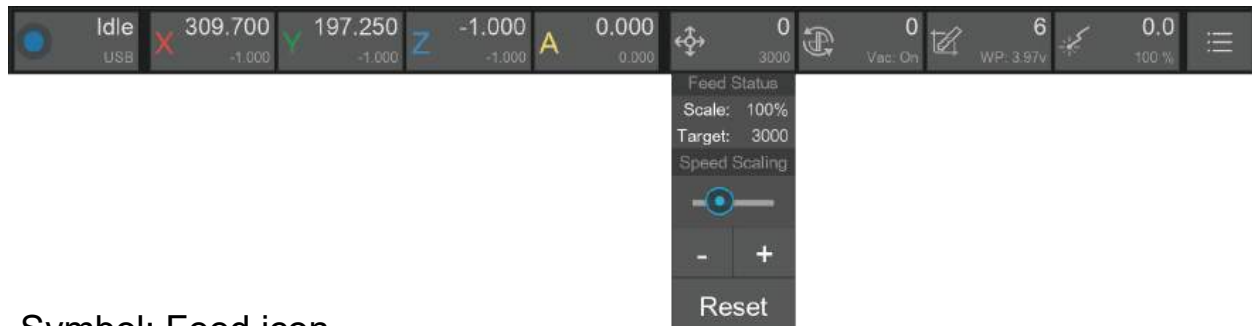 Idle X 309.700 Y 197.250 Z -1.000 A 0.000 0 0 6 0.0
USB -1.000 -1.000 -1.000 0.000 3000 Vac: On WP: 3.97v 100 %
Feed Status
Scale: 100%
Target: 3000
Speed Scaling
- +
Reset
Symbol: Feed icon